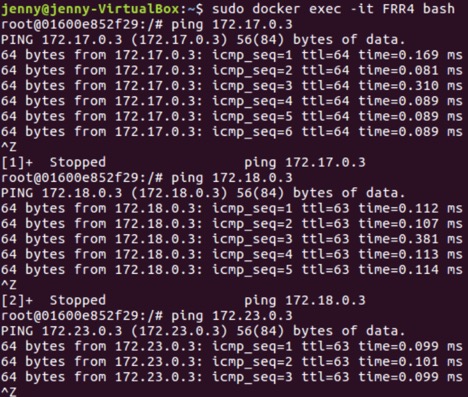 jenny@jenny-VirtualBox:~$ sudo docker exec -it FRR4 bash
root@01600e852f29:/# ping 172.17.0.3
PING 172.17.0.3 (172.17.0.3) 56(84) bytes of data.
64 bytes from 172.17.0.3: icmp_seq=1 ttl=64 time=0.169 ms
64 bytes from 172.17.0.3: icmp_seq=2 ttl=64 time=0.081 ms
64 bytes from 172.17.0.3: icmp_seq=3 ttl=64 time=0.310 ms
64 bytes from 172.17.0.3: icmp_seq=4 ttl=64 time=0.089 ms
64 bytes from 172.17.0.3: icmp_seq=5 ttl=64 time=0.089 ms
64 bytes from 172.17.0.3: icmp_seq=6 ttl=64 time=0.089 ms
^Z
[1]+  Stopped                 ping 172.17.0.3
root@01600e852f29:/# ping 172.18.0.3
PING 172.18.0.3 (172.18.0.3) 56(84) bytes of data.
64 bytes from 172.18.0.3: icmp_seq=1 ttl=63 time=0.112 ms
64 bytes from 172.18.0.3: icmp_seq=2 ttl=63 time=0.107 ms
64 bytes from 172.18.0.3: icmp_seq=3 ttl=63 time=0.381 ms
64 bytes from 172.18.0.3: icmp_seq=4 ttl=63 time=0.113 ms
64 bytes from 172.18.0.3: icmp_seq=5 ttl=63 time=0.114 ms
^Z
[2]+  Stopped                 ping 172.18.0.3
root@01600e852f29:/# ping 172.23.0.3
PING 172.23.0.3 (172.23.0.3) 56(84) bytes of data.
64 bytes from 172.23.0.3: icmp_seq=1 ttl=63 time=0.099 ms
64 bytes from 172.23.0.3: icmp_seq=2 ttl=63 time=0.101 ms
64 bytes from 172.23.0.3: icmp_seq=3 ttl=63 time=0.099 ms
^Z